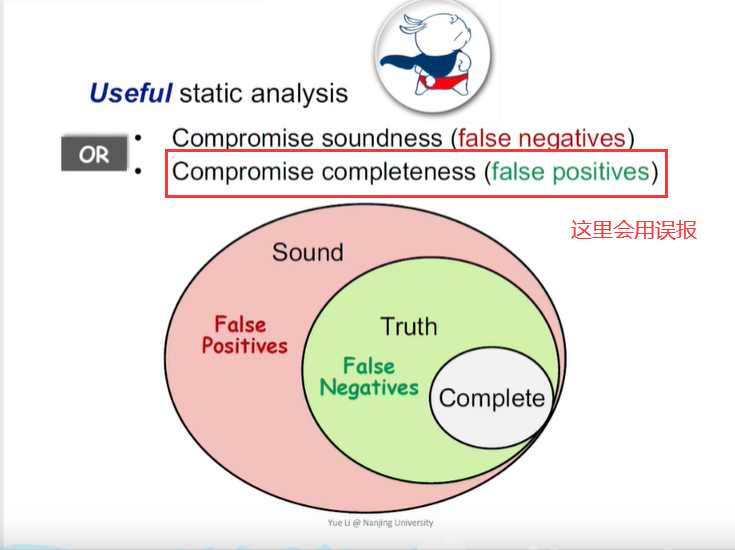 Useful static analysis
OR
• Compromise soundness (false negatives)
• Compromise completeness (false positives)
这里会用误报
Sound
False
Positives
Truth
False
Negatives
Complete
Yue Li @ Nanjing University